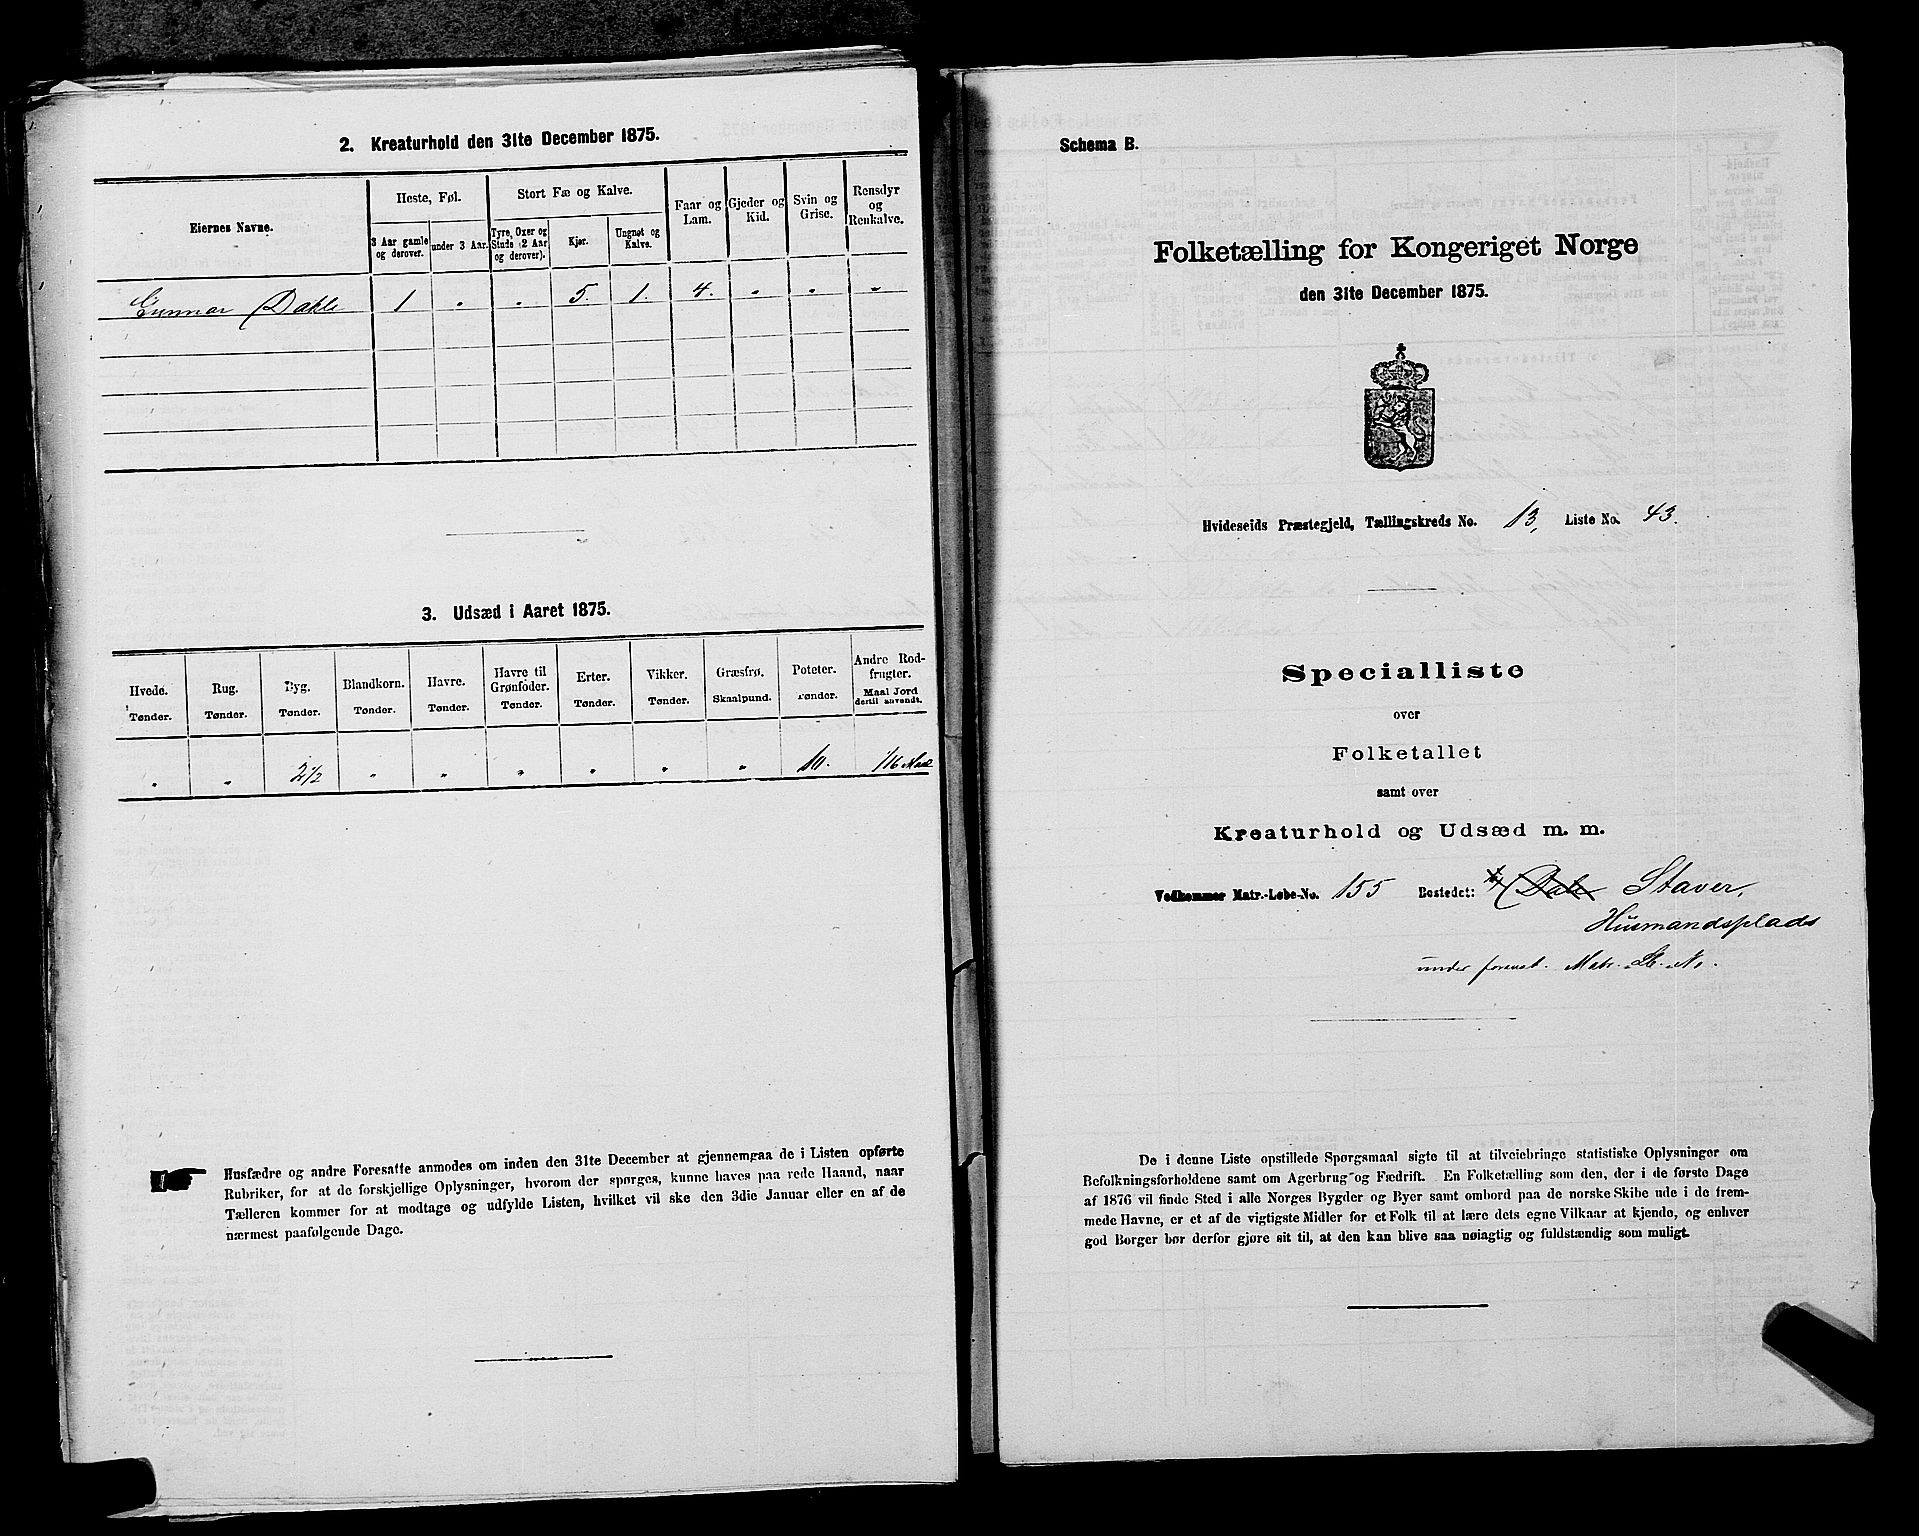 2. Kreaturhold den 31te December 1875.
Eiernes Navne.
Heste, Føl.
Stort Fæ og Kalve.
Faar og Lam.
Gjeder og Kid.
Svin og Grise.
Rensdyr og Renkalve.
3 Aar gamle og derover.
under 3 Aar.
Tyre, Oxer og Stude (2 Aar og derover).
Kjør.
Ungnøt og Kalve.
Gunnar Dahle 1 " " 5. 1. 4. " " "
3. Udsæd i Aaret 1875.
Hvede. Rug. Byg. Blandkorn. Havre. Havre til Grønfoder. Erter. Vikker. Græsfrø. Poteter. Andre Rodfrugter.
Tønder. Tønder. Tønder. Tønder. Tønder. Tønder. Tønder. Tønder. Skaalpund. Tønder. Maal Jord dertil anvendt.
" " 2 1/2 " " " " " " 10. 1/16 Maal
Husfædre og andre Foresatte anmodes om inden den 31te December at gjennemgaa de i Listen opførte
Rubriker, for at de forskjellige Oplysninger, hvorom der spørges, kunne haves paa rede Haand, naar
Tælleren kommer for at modtage og udfylde Listen, hvilket vil ske den 3die Januar eller en af de
nærmest paafølgende Dage.
Schema B.
Folketælling for Kongeriget Norge
den 31te December 1875.
Hvideseids Præstegjeld, Tællingskreds No. 13, Liste No. 43.
Specialliste
over
Folketallet
samt over
Kreaturhold og Udsæd m. m.
Vedkommer Matr.-Løbe-No. 155 Bostedet: Dale Staver,
Husmandsplads
under forent. Matr. Lb. No.
De i denne Liste opstillede Spørgsmaal sigte til at tilveiebringe statistiske Oplysninger om
Befolkningsforholdene samt om Agerbrug og Fædrift. En Folketælling som den, der i de første Dage
af 1876 vil finde Sted i alle Norges Bygder og Byer samt ombord paa de norske Skibe ude i de frem-
mede Havne, er et af de vigtigste Midler for et Folk til at lære dets egne Vilkaar at kjende, og enhver
god Borger bør derfor gjøre sit til, at den kan blive saa nøiagtig og fuldstændig som muligt.